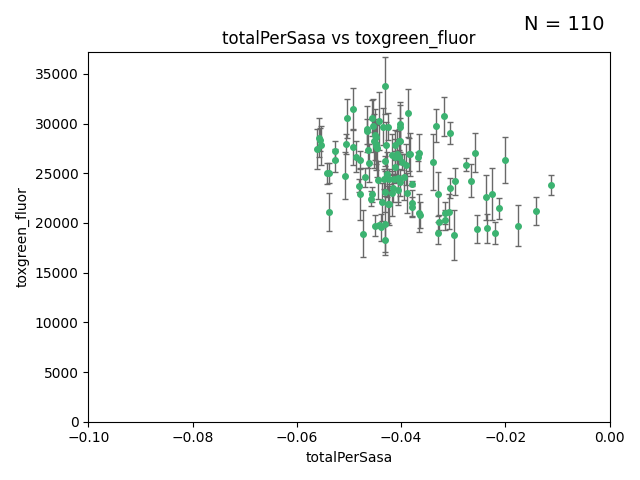 N = 110
totalPerSasa vs toxgreen_fluor
35000
30000
25000
20000
15000
10000
5000
0
toxgreen_fluor
−0.10 −0.08 −0.06 −0.04 −0.02 0.00
totalPerSasa